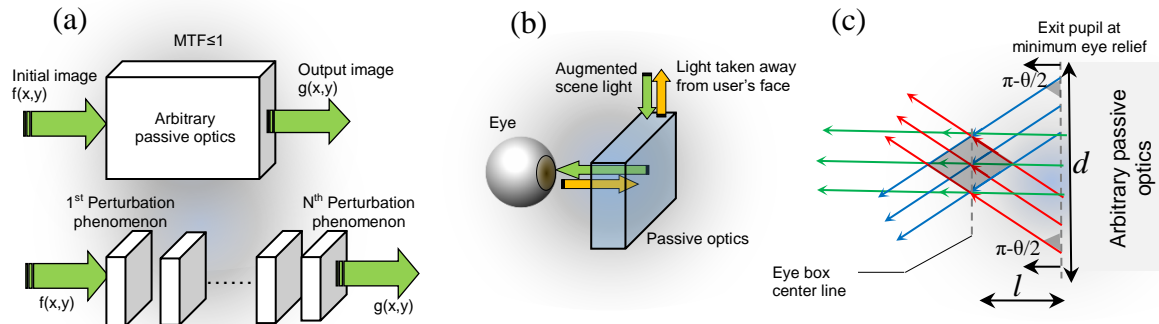 (a)
MTF≤1
Initial image
f(x,y)
Output image
g(x,y)
Arbitrary
passive optics
1st Perturbation
phenomenon
Nth Perturbation
phenomenon
f(x,y)
g(x,y)
(b)
Augmented
scene light
Light taken away
from user's face
Eye
Passive optics
(c)
Exit pupil at
minimum eye relief
π-θ/2
d
Arbitrary passive
optics
π-θ/2
Eye box
center line
l